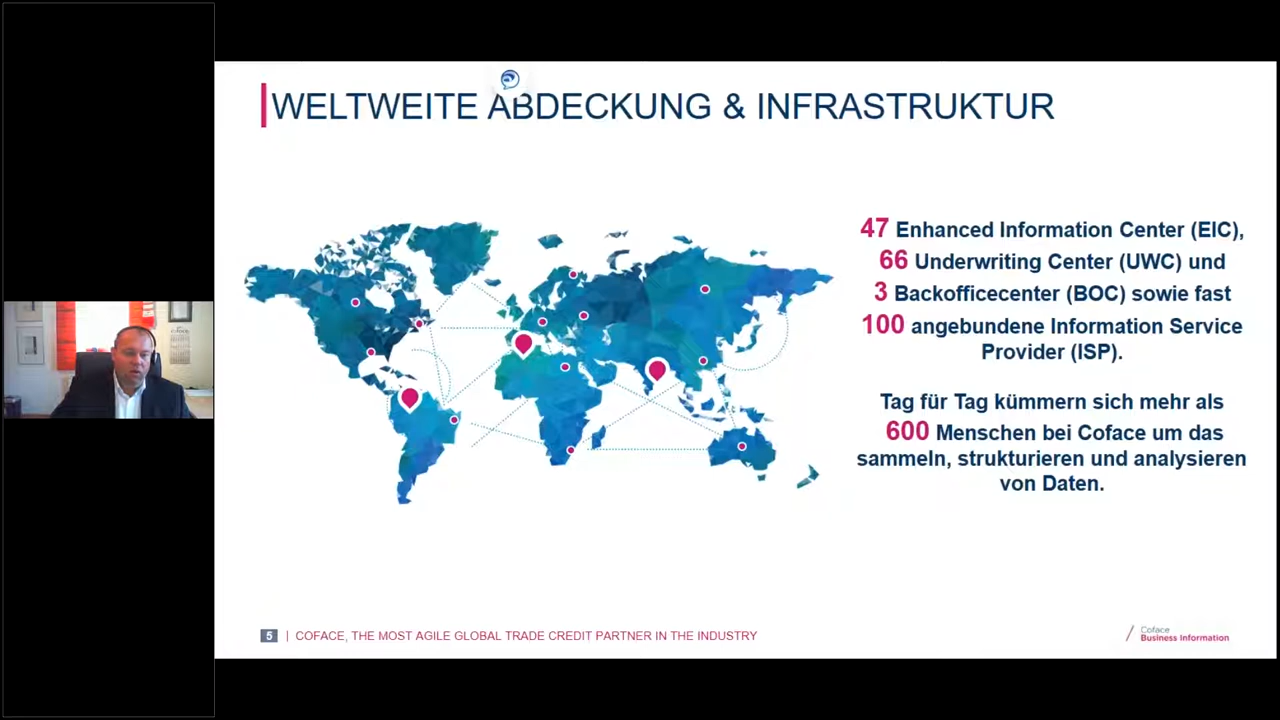 WELTWEITE ABDECKUNG & INFRASTRUKTUR
47 Enhanced Information Center (EIC),
66 Underwriting Center (UWC) und
3 Backofficecenter (BOC) sowie fast
100 angebundene Information Service
Provider (ISP).
Tag für Tag kümmern sich mehr als
600 Menschen bei Coface um das
sammeln, strukturieren und analysieren
von Daten.
5 | COFACE, THE MOST AGILE GLOBAL TRADE CREDIT PARTNER IN THE INDUSTRY
Coface
Business Information